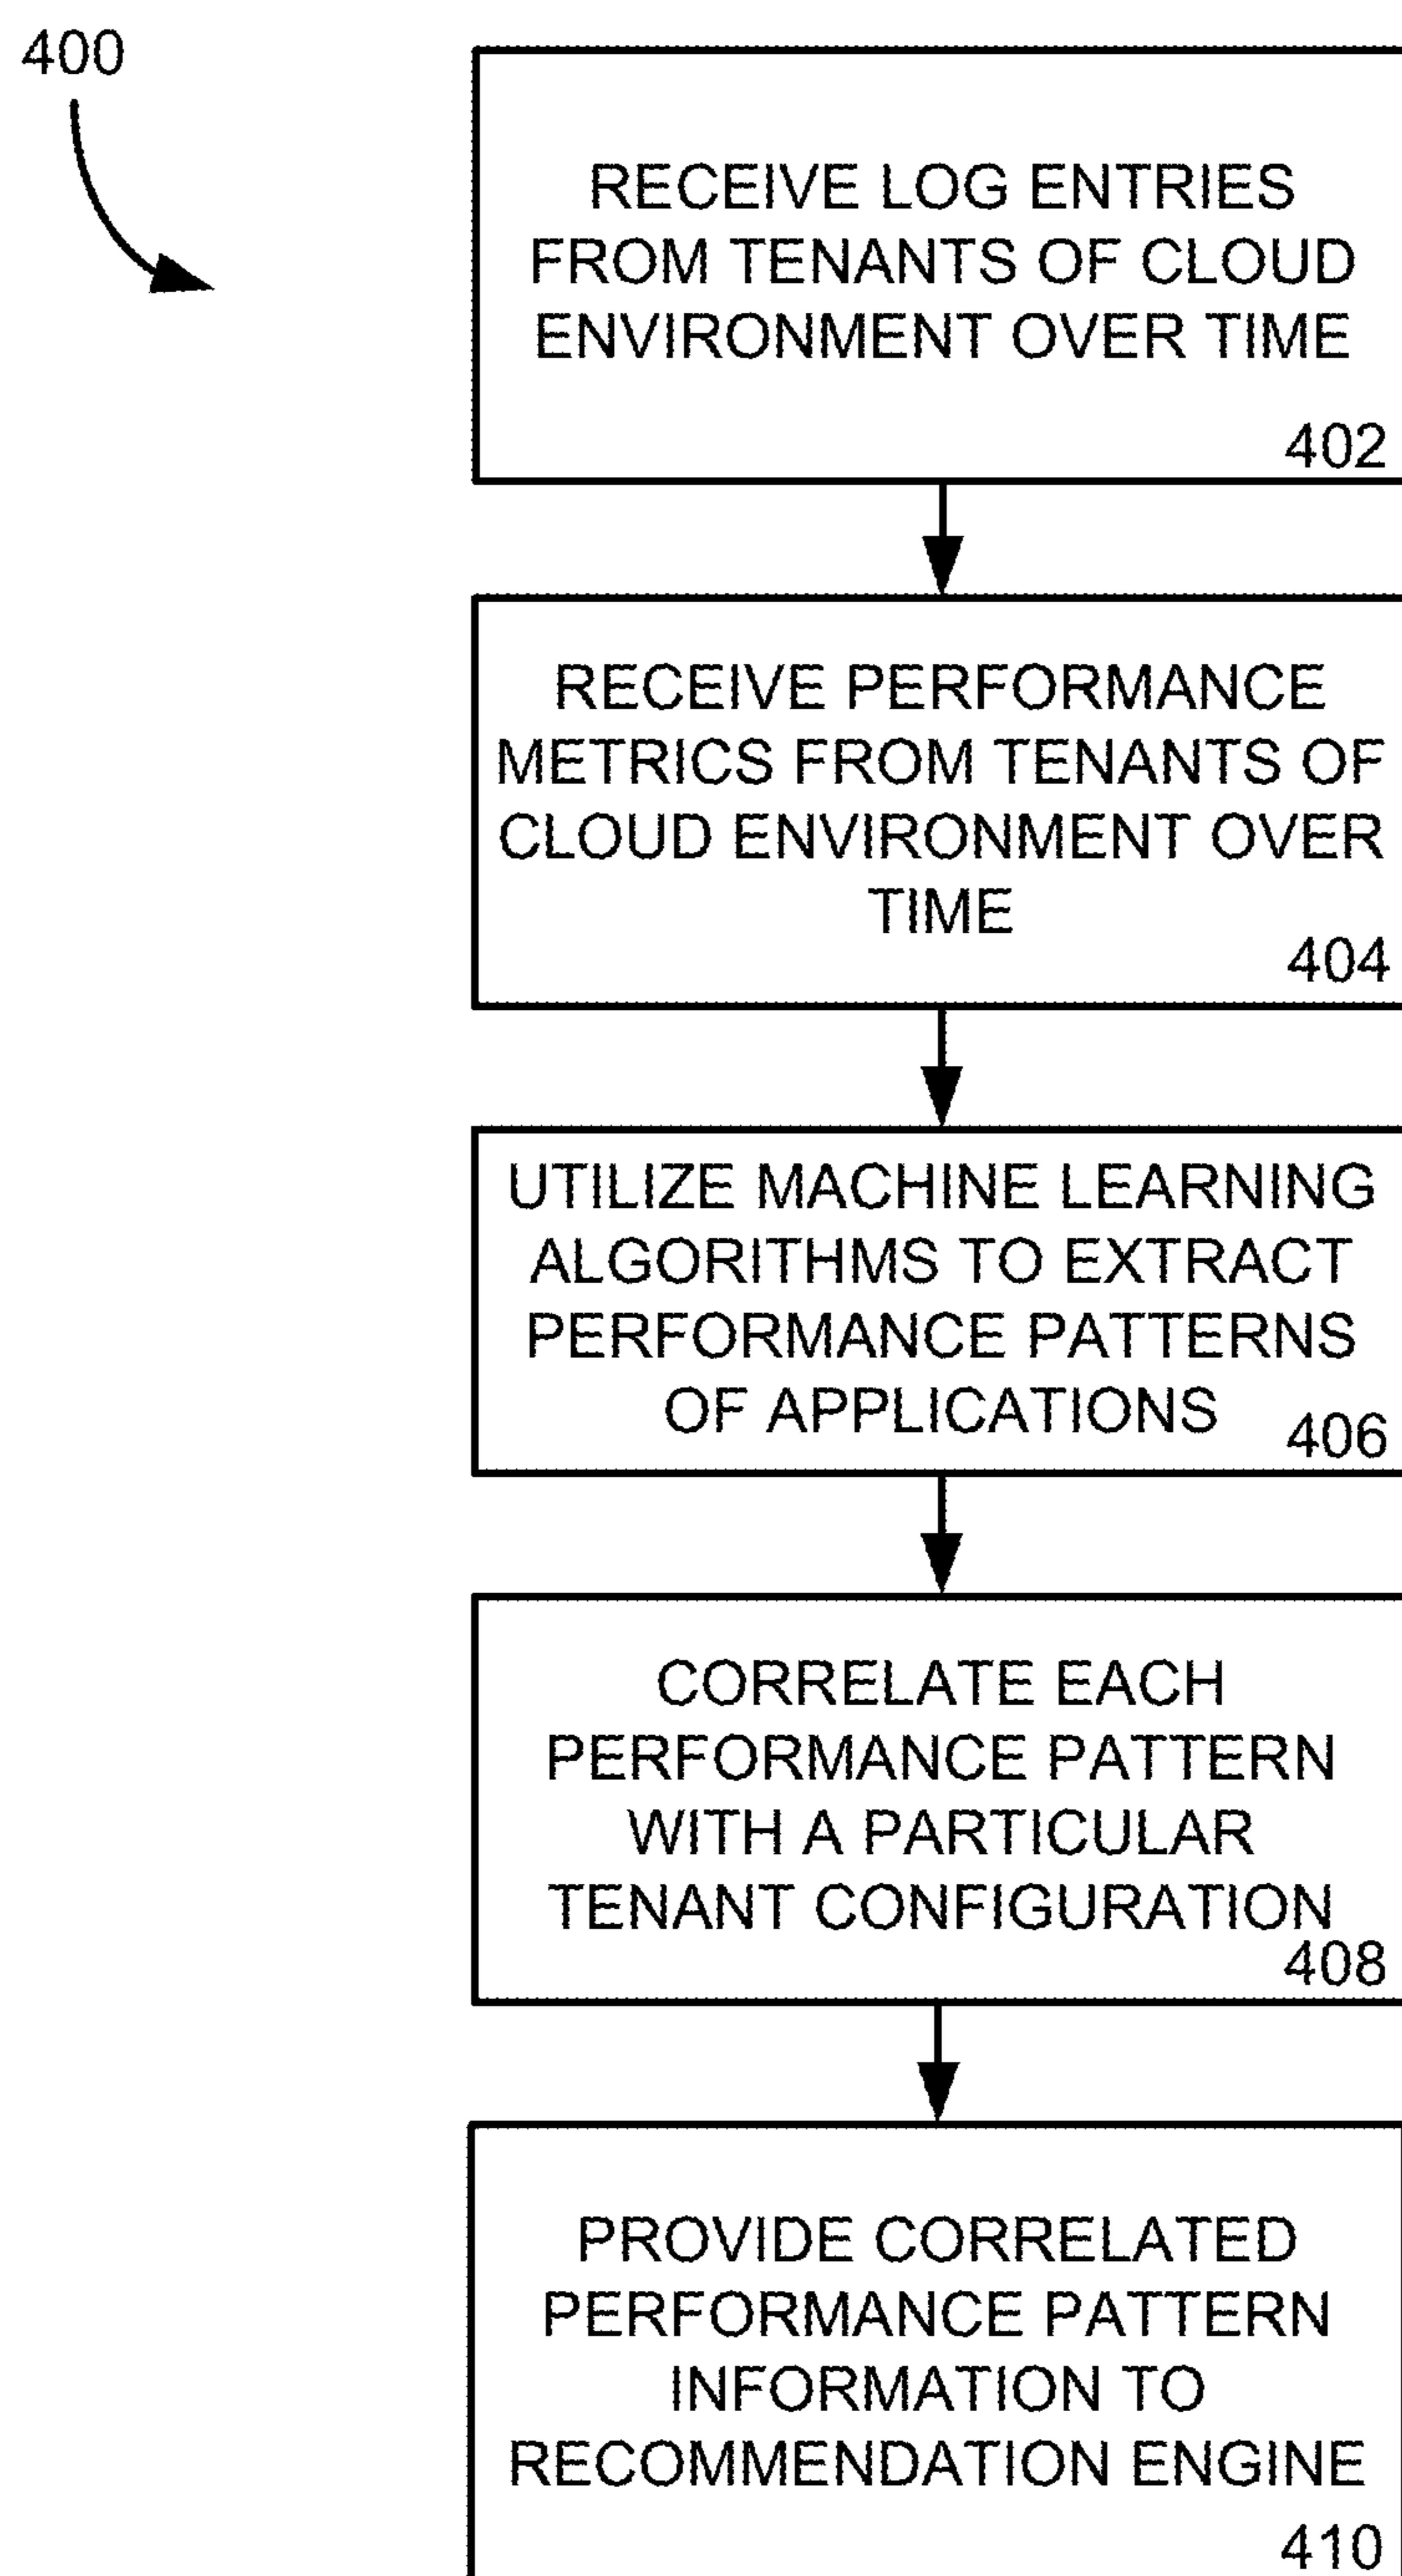 400
RECEIVE LOG ENTRIES
FROM TENANTS OF CLOUD
ENVIRONMENT OVER TIME
402
RECEIVE PERFORMANCE
METRICS FROM TENANTS OF
CLOUD ENVIRONMENT OVER
TIME
404
UTILIZE MACHINE LEARNING
ALGORITHMS TO EXTRACT
PERFORMANCE PATTERNS
OF APPLICATIONS
406
CORRELATE EACH
PERFORMANCE PATTERN
WITH A PARTICULAR
TENANT CONFIGURATION
408
PROVIDE CORRELATED
PERFORMANCE PATTERN
INFORMATION TO
RECOMMENDATION ENGINE
410